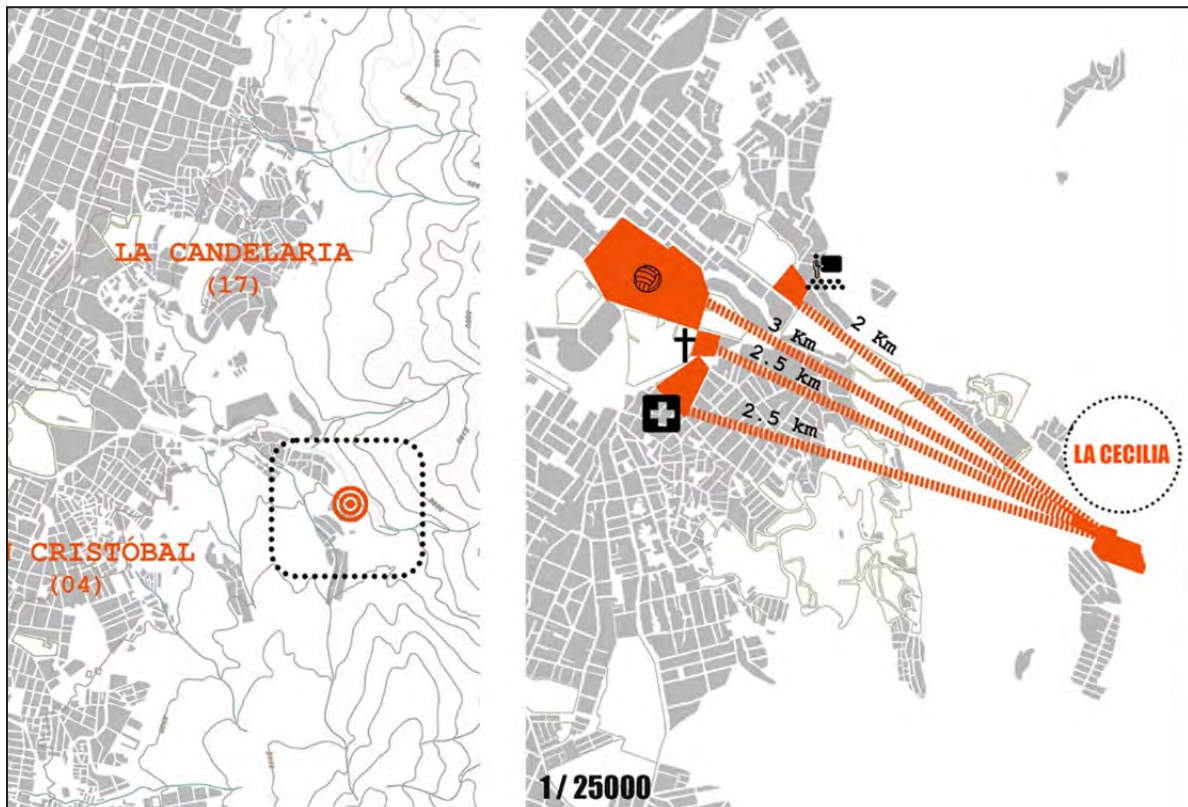 LA CANDELARIA
(17)
N CRISTÓBAL
(04)
2 Km
3 Km
2.5 km
2.5 km
LA CECILIA
1 / 25000